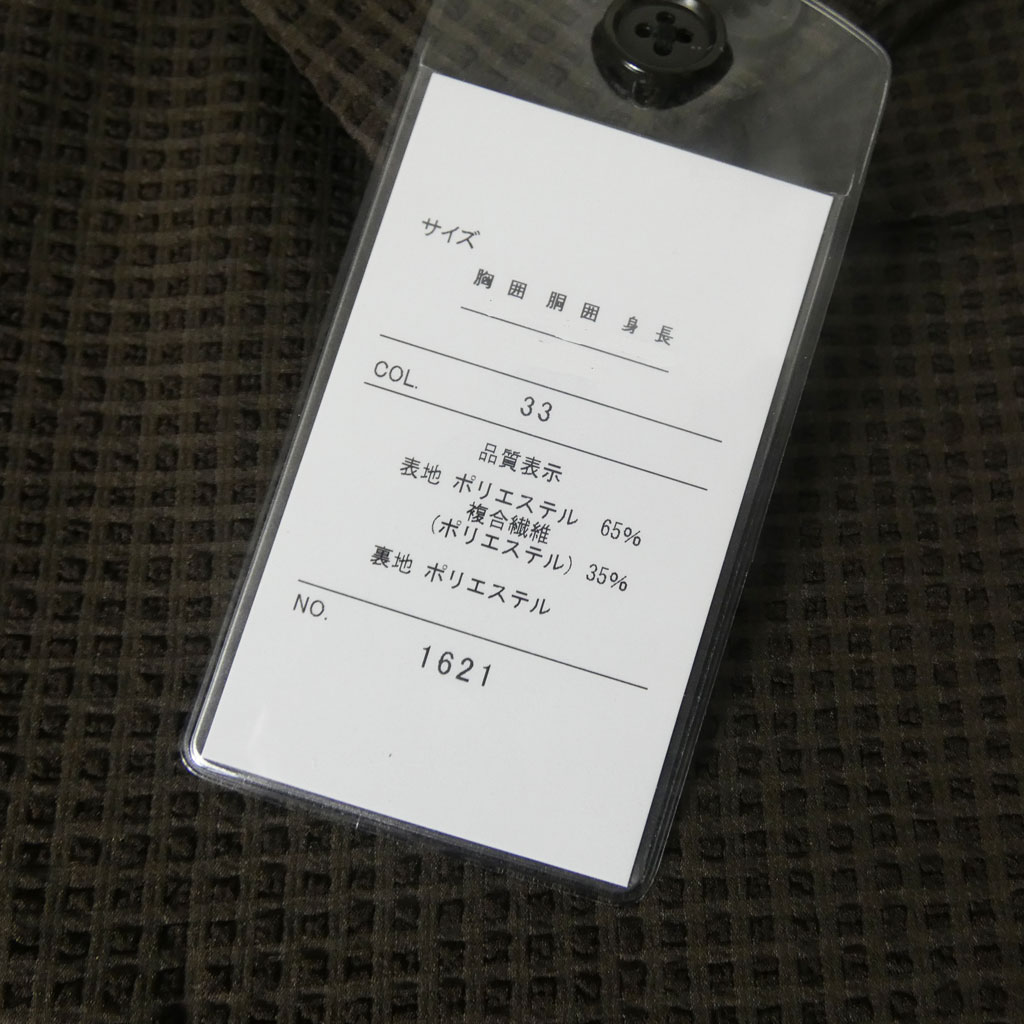 サイズ
胸囲 胴囲 身長
COL.
33
品質表示
表地 ポリエステル 65%
複合繊維
(ポリエステル) 35%
裏地 ポリエステル
NO.
1621